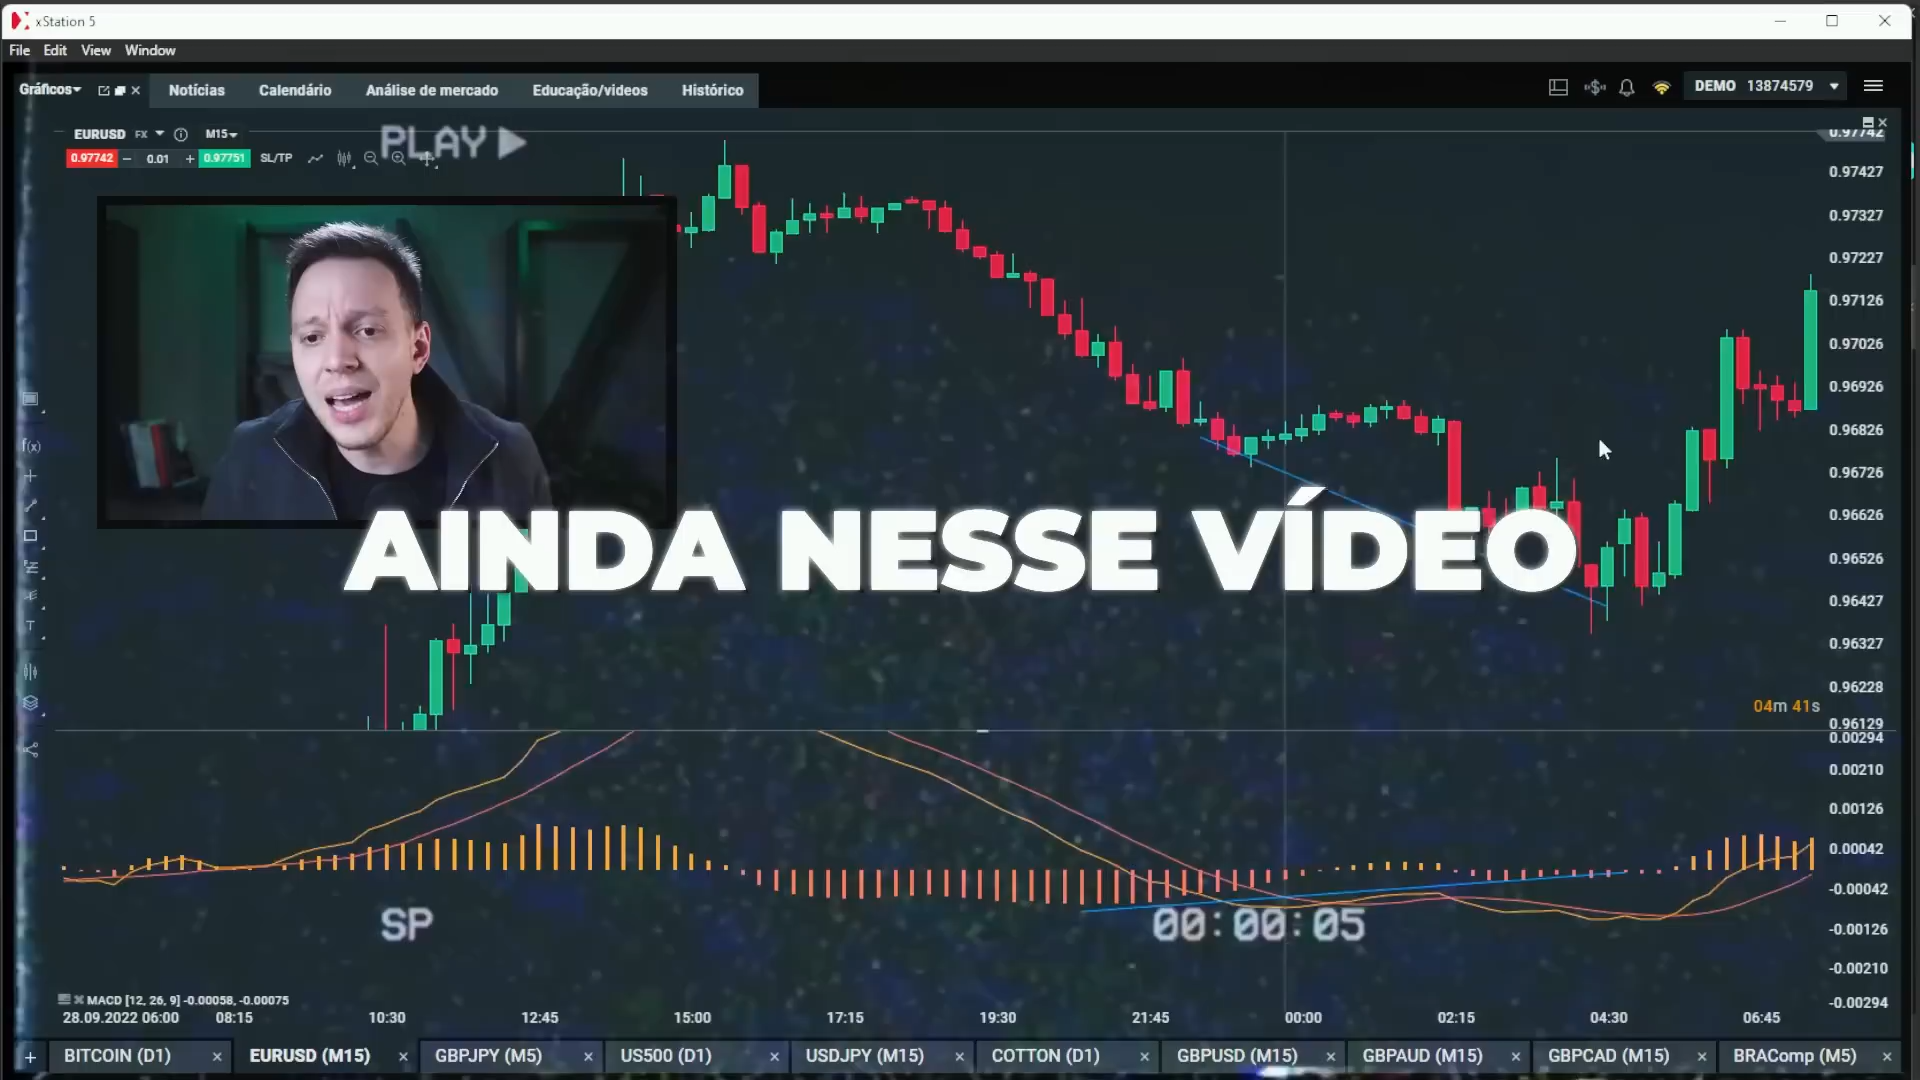 xStation 5
File Edit View Window
Gráficos Notícias Calendário Análise de mercado Educação/videos Histórico DEMO 13874579
EURUSD FX M15
PLAY
0.97742 0.01 0.97751 SL/TP
0.97742
0.97427
0.97327
0.97227
0.97126
0.97026
0.96926
0.96826
0.96726
0.96626
0.96526
0.96427
0.96327
0.96228
0.96129
AINDA NESSE VÍDEO
f(x)
T
04m 41s
0.00294
0.00210
0.00126
0.00042
-0.00042
-0.00126
-0.00210
-0.00294
SP 00:00:05
MACD [12, 26, 9] -0.00058, -0.00075
28.09.2022 06:00 08:15 10:30 12:45 15:00 17:15 19:30 21:45 00:00 02:15 04:30 06:45
+ BITCOIN (D1) EURUSD (M15) GBPJPY (M5) US500 (D1) USDJPY (M15) COTTON (D1) GBPUSD (M15) GBPAUD (M15) GBPCAD (M15) BRAComp (M5)